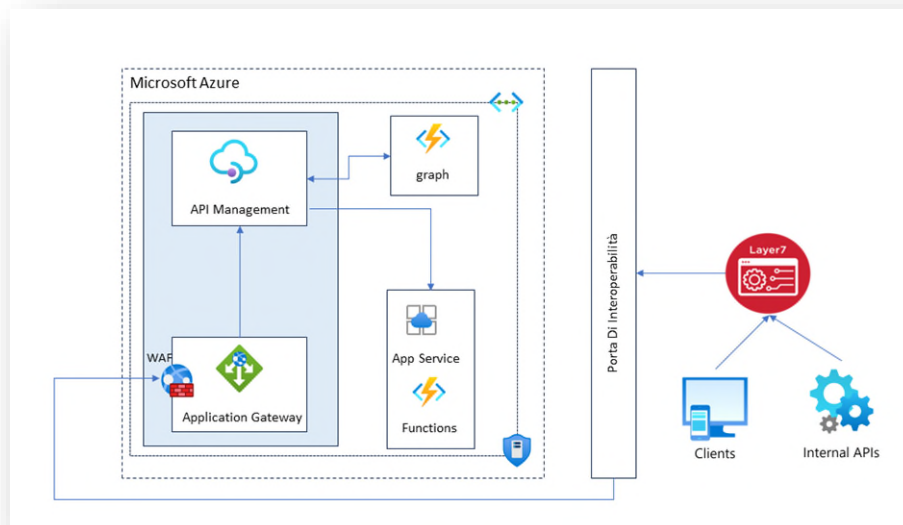 Microsoft Azure
API Management
graph
WAF
Application Gateway
App Service
Functions
Porta Di Interoperabilità
Layer7
Clients
Internal APIs